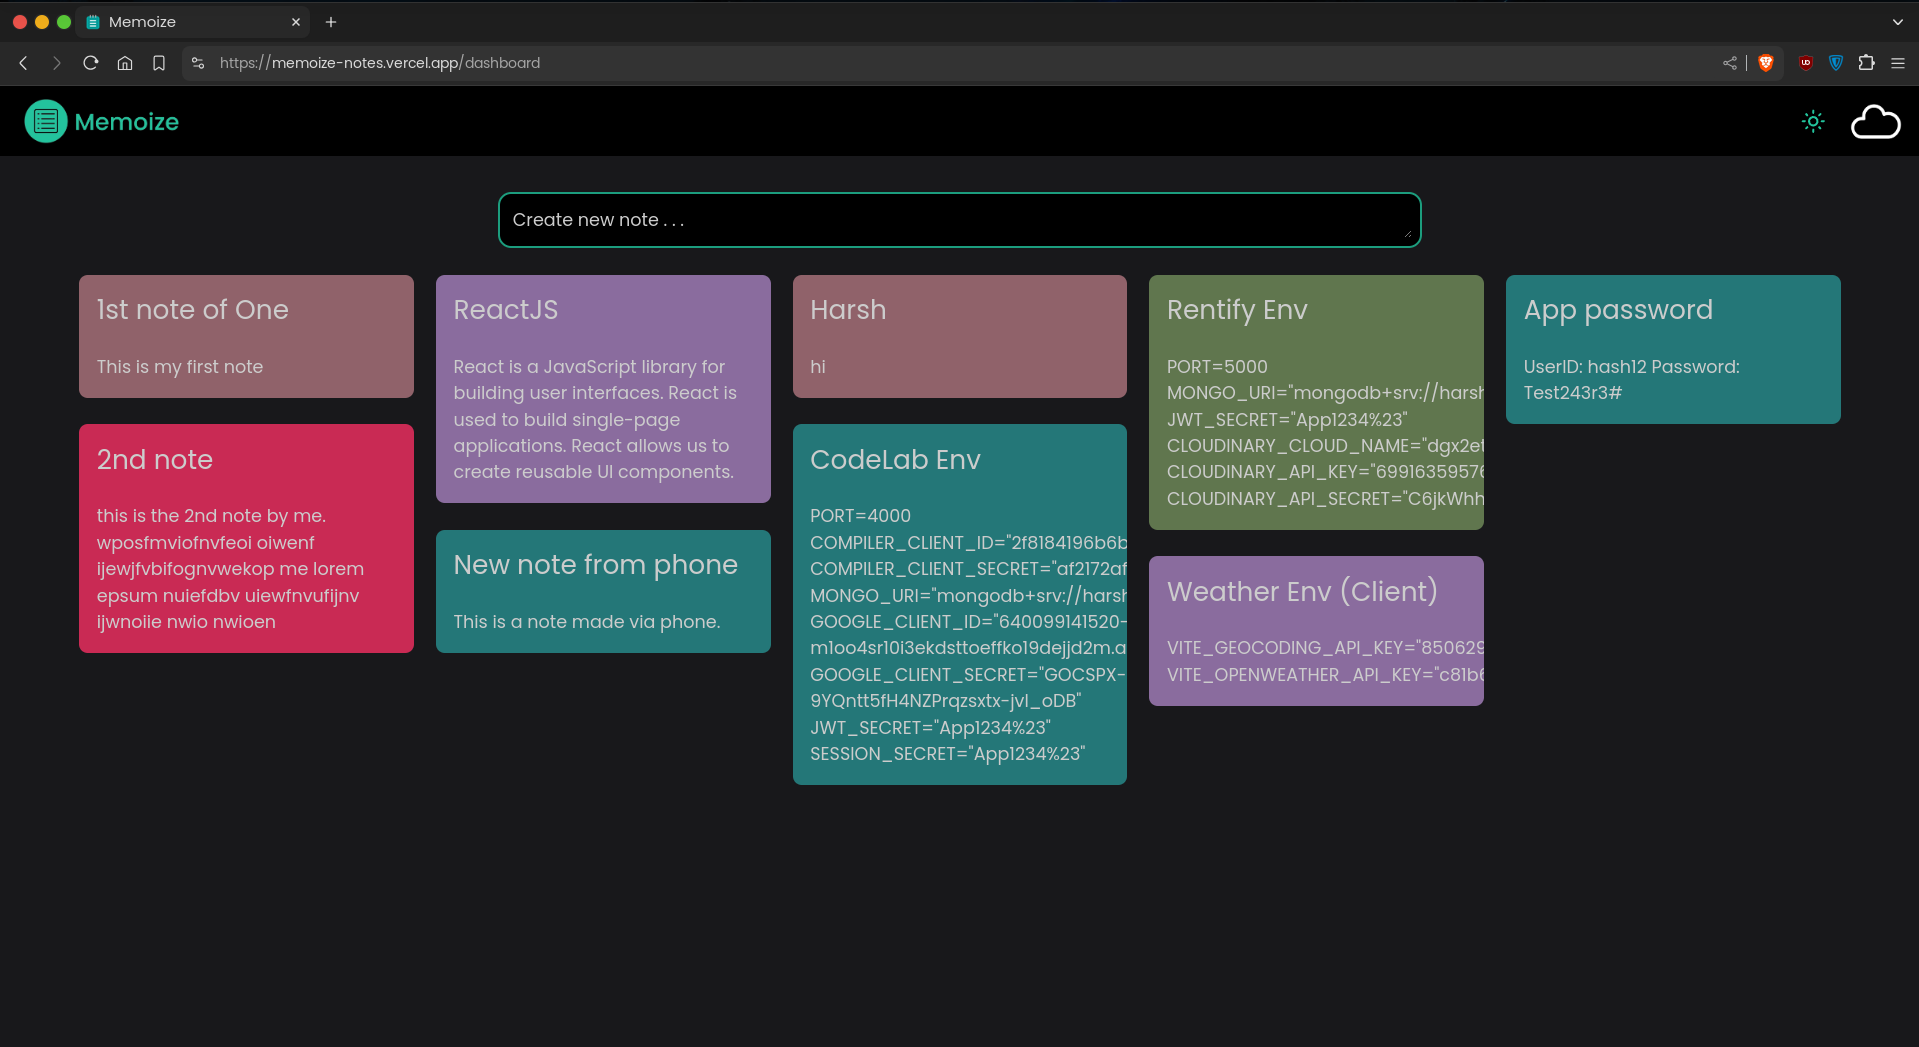 Memoize
https://memoize-notes.vercel.app/dashboard
Memoize
Create new note . . .
1st note of One
This is my first note
2nd note
this is the 2nd note by me.
wposfmviofnvfeoi oiwenf
ijewjfvbifognvwekop me lorem
epsum nuiefdbv uiewfnvufijnv
ijwnoiie nwio nwioen
ReactJS
React is a JavaScript library for
building user interfaces. React is
used to build single-page
applications. React allows us to
create reusable UI components.
New note from phone
This is a note made via phone.
Harsh
hi
CodeLab Env
PORT=4000
COMPILER_CLIENT_ID="2f8184196b6b
COMPILER_CLIENT_SECRET="af2172af
MONGO_URI="mongodb+srv://harsh
GOOGLE_CLIENT_ID="640099141520-
m1oo4sr10i3ekdsttoeffko19dejjd2m.a
GOOGLE_CLIENT_SECRET="GOCSPX-
9YQntt5fH4NZPrqzsxtx-jvI_oDB"
JWT_SECRET="App1234%23"
SESSION_SECRET="App1234%23"
Rentify Env
PORT=5000
MONGO_URI="mongodb+srv://harsh
JWT_SECRET="App1234%23"
CLOUDINARY_CLOUD_NAME="dgx2et
CLOUDINARY_API_KEY="69916359576
CLOUDINARY_API_SECRET="C6jkWhh
Weather Env (Client)
VITE_GEOCODING_API_KEY="850629
VITE_OPENWEATHER_API_KEY="c81b6
App password
UserID: hash12 Password:
Test243r3#